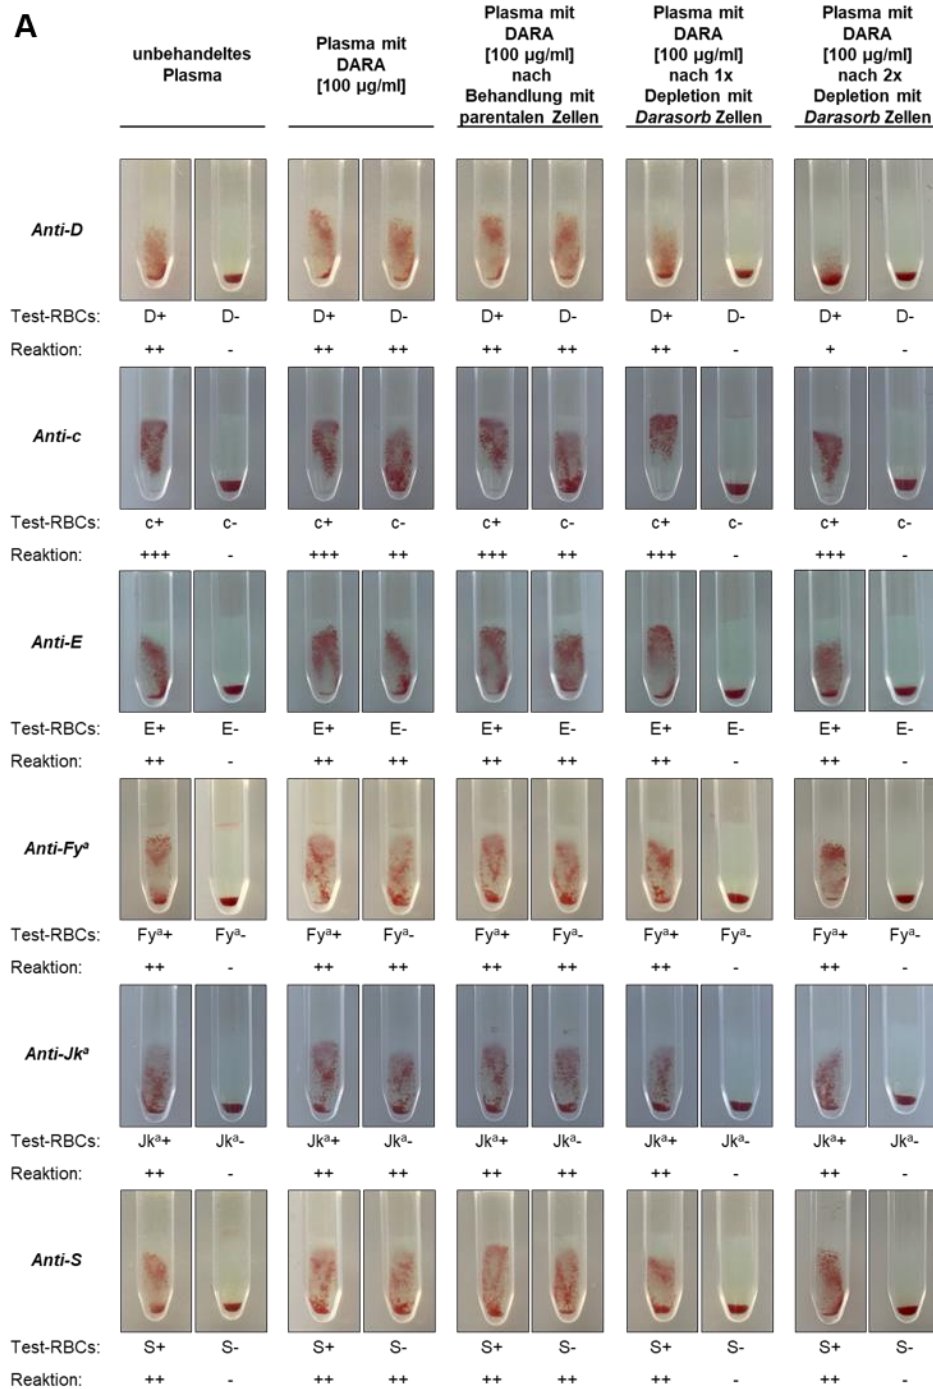 A
unbehandeltes
Plasma
Plasma mit
DARA
[100 µg/ml]
Plasma mit
DARA
[100 µg/ml]
nach
Behandlung mit
parentalen Zellen
Plasma mit
DARA
[100 µg/ml]
nach 1x
Depletion mit
Darasorb Zellen
Plasma mit
DARA
[100 µg/ml]
nach 2x
Depletion mit
Darasorb Zellen
Anti-D
Test-RBCs: D+ D- D+ D- D+ D- D+ D- D+ D-
Reaktion: ++ - ++ ++ ++ ++ ++ - + -
Anti-c
Test-RBCs: c+ c- c+ c- c+ c- c+ c- c+ c-
Reaktion: +++ - +++ ++ +++ ++ +++ - +++ -
Anti-E
Test-RBCs: E+ E- E+ E- E+ E- E+ E- E+ E-
Reaktion: ++ - ++ ++ ++ ++ ++ - ++ -
Anti-Fyᵃ
Test-RBCs: Fyᵃ+ Fyᵃ- Fyᵃ+ Fyᵃ- Fyᵃ+ Fyᵃ- Fyᵃ+ Fyᵃ- Fyᵃ+ Fyᵃ-
Reaktion: ++ - ++ ++ ++ ++ ++ - ++ -
Anti-Jkᵃ
Test-RBCs: Jkᵃ+ Jkᵃ- Jkᵃ+ Jkᵃ- Jkᵃ+ Jkᵃ- Jkᵃ+ Jkᵃ- Jkᵃ+ Jkᵃ-
Reaktion: ++ - ++ ++ ++ ++ ++ - ++ -
Anti-S
Test-RBCs: S+ S- S+ S- S+ S- S+ S- S+ S-
Reaktion: ++ - ++ ++ ++ ++ ++ - ++ -